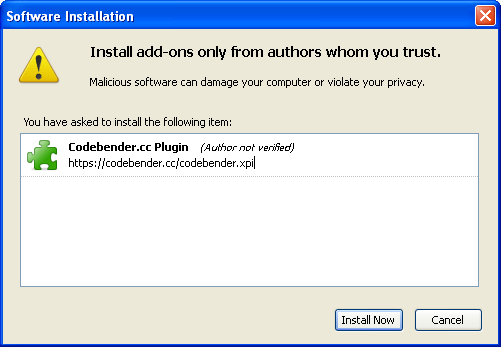 Software Installation
Install add-ons only from authors whom you trust.
Malicious software can damage your computer or violate your privacy.
You have asked to install the following item:
Codebender.cc Plugin (Author not verified)
https://codebender.cc/codebender.xpi
Install Now Cancel